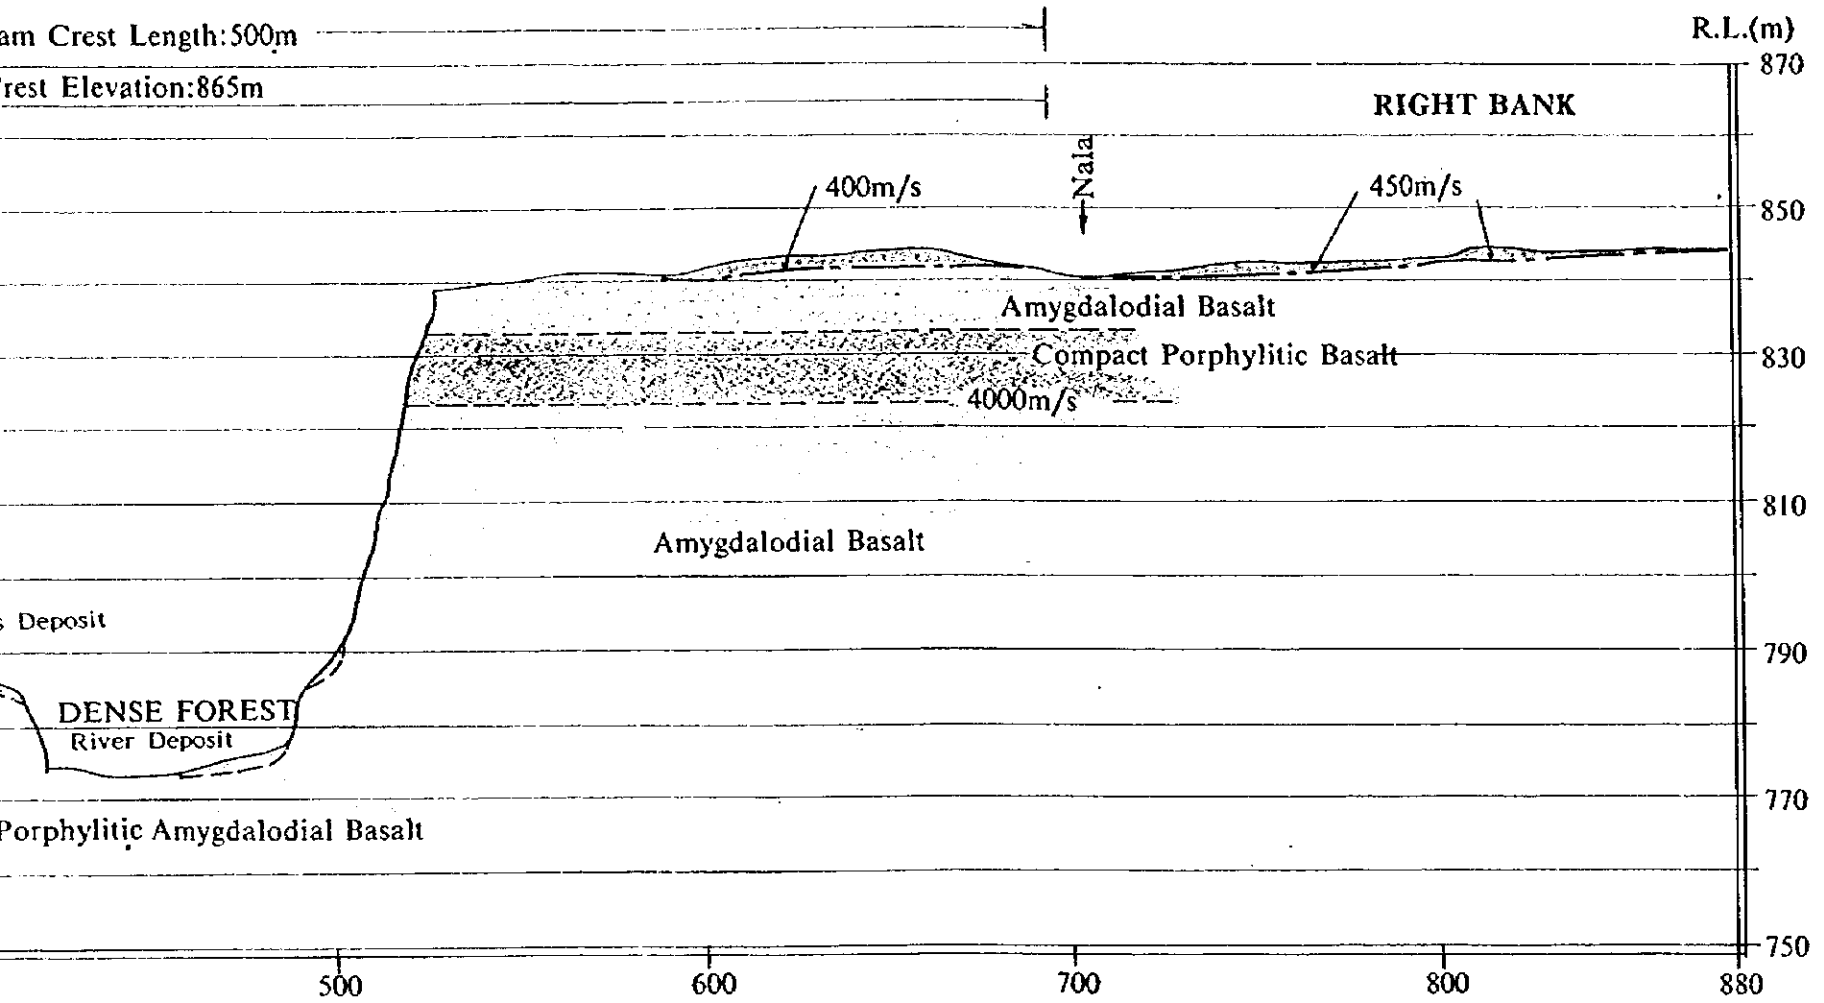 am Crest Length:500m
R.L.(m)
870
rest Elevation:865m
RIGHT BANK
Nala
400m/s
450m/s
850
Amygdalodial Basalt
Compact Porphylitic Basalt
830
4000m/s
810
Amygdalodial Basalt
s Deposit
790
DENSE FOREST
River Deposit
770
Porphylitic Amygdalodial Basalt
750
500
600
700
800
880